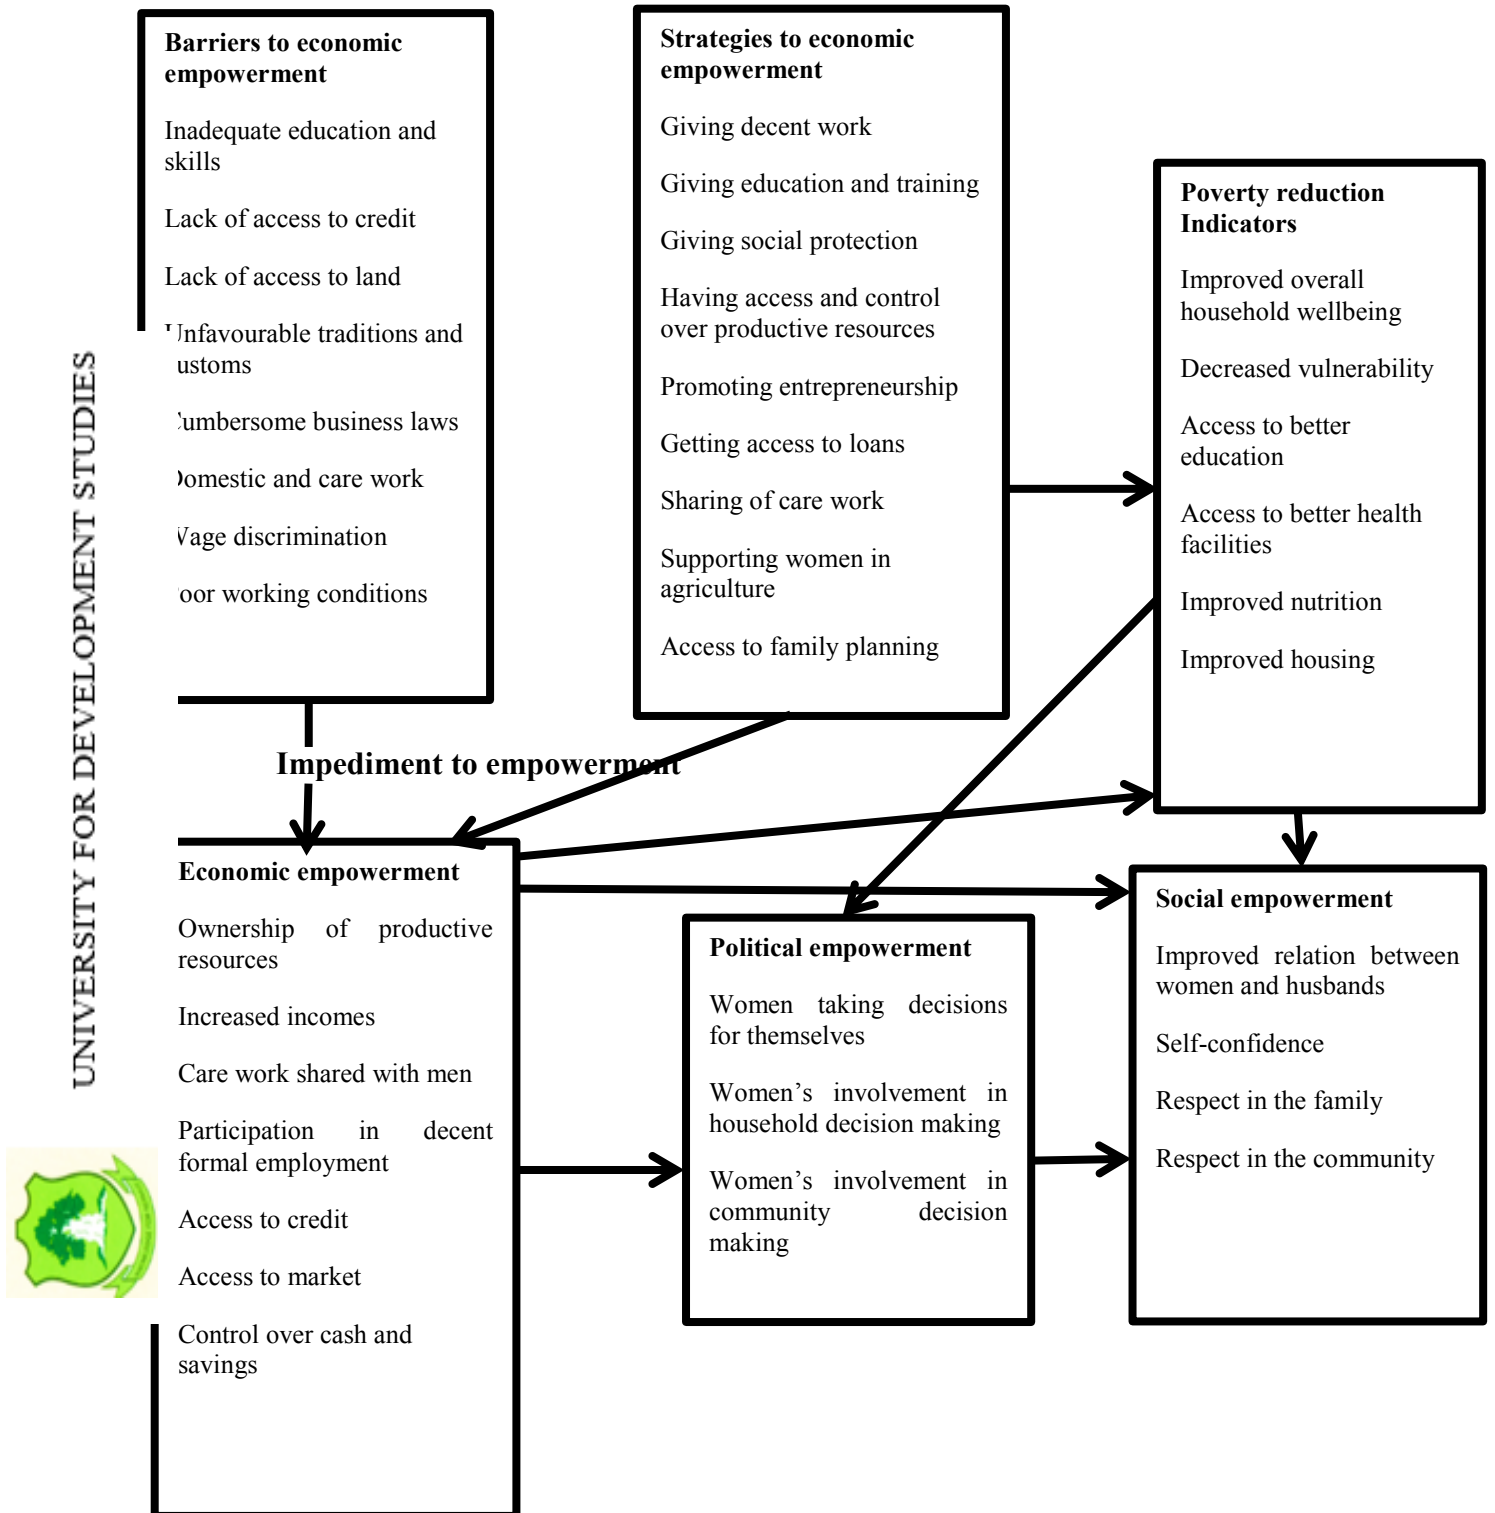 Barriers to economic
empowerment
Inadequate education and
skills
Lack of access to credit
Lack of access to land
Unfavourable traditions and
ustoms
umbersome business laws
Domestic and care work
Wage discrimination
oor working conditions
Strategies to economic
empowerment
Giving decent work
Giving education and training
Giving social protection
Having access and control
over productive resources
Promoting entrepreneurship
Getting access to loans
Sharing of care work
Supporting women in
agriculture
Access to family planning
Poverty reduction
Indicators
Improved overall
household wellbeing
Decreased vulnerability
Access to better
education
Access to better health
facilities
Improved nutrition
Improved housing
UNIVERSITY FOR DEVELOPMENT STUDIES
Impediment to empowerment
Economic empowerment
Ownership of productive
resources
Increased incomes
Care work shared with men
Participation in decent
formal employment
Access to credit
Access to market
Control over cash and
savings
Political empowerment
Women taking decisions
for themselves
Women’s involvement in
household decision making
Women’s involvement in
community decision
making
Social empowerment
Improved relation between
women and husbands
Self-confidence
Respect in the family
Respect in the community